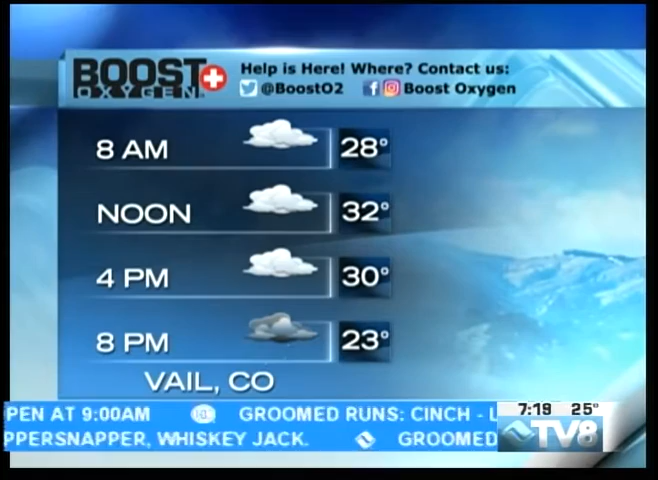 BOOST
OXYGEN
Help is Here! Where? Contact us:
@BoostO2 Boost Oxygen
8 AM 28°
NOON 32°
4 PM 30°
8 PM 23°
VAIL, CO
PEN AT 9:00AM GROOMED RUNS: CINCH - L
PPERSNAPPER, WHISKEY JACK. GROOMED
7:19 25°
TV8